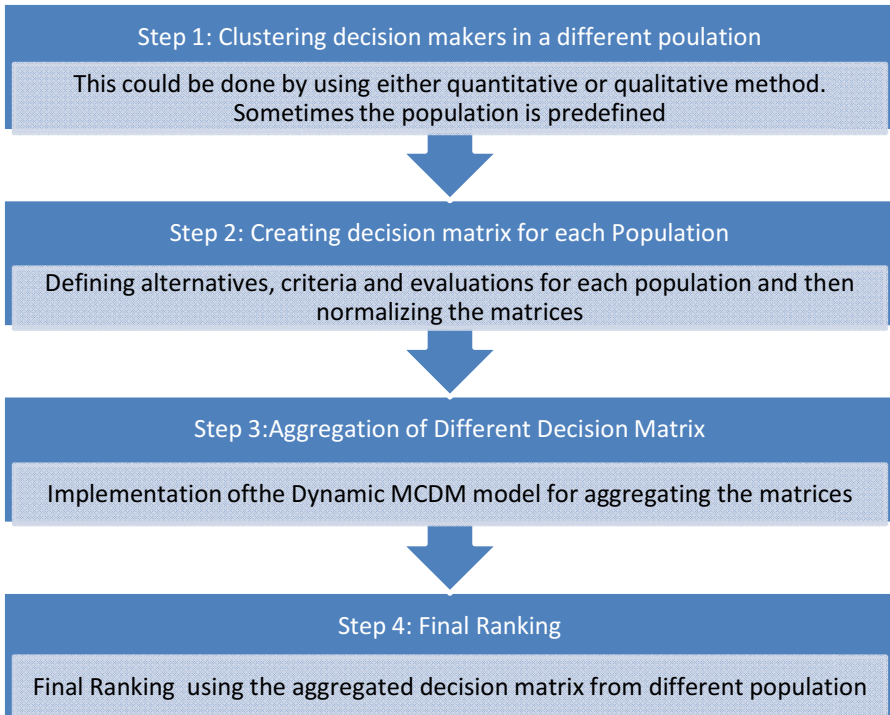 Step 1: Clustering decision makers in a different poulation
This could be done by using either quantitative or qualitative method.
Sometimes the population is predefined
Step 2: Creating decision matrix for each Population
Defining alternatives, criteria and evaluations for each population and then
normalizing the matrices
Step 3:Aggregation of Different Decision Matrix
Implementation ofthe Dynamic MCDM model for aggregating the matrices
Step 4: Final Ranking
Final Ranking using the aggregated decision matrix from different population